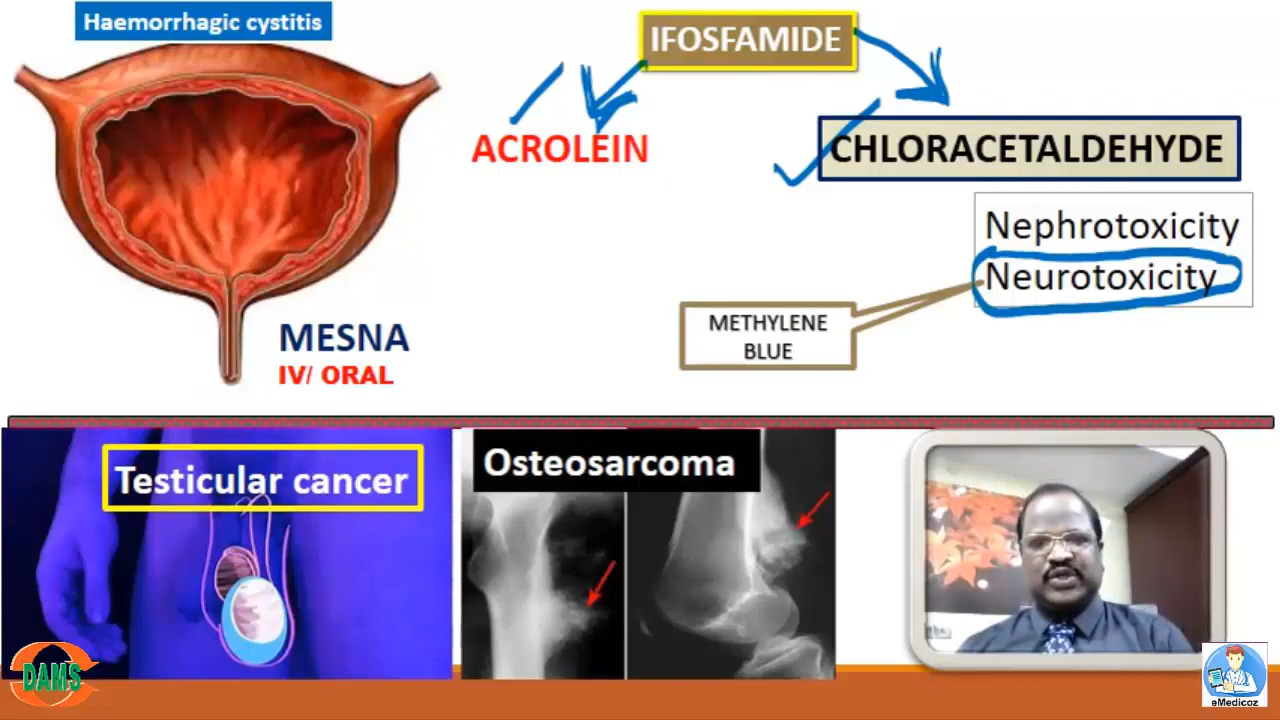 Haemorrhagic cystitis
IFOSFAMIDE
ACROLEIN
CHLORACETALDEHYDE
Nephrotoxicity
Neurotoxicity
METHYLENE
BLUE
MESNA
IV/ ORAL
Testicular cancer
Osteosarcoma
DAMS
eMedicoz